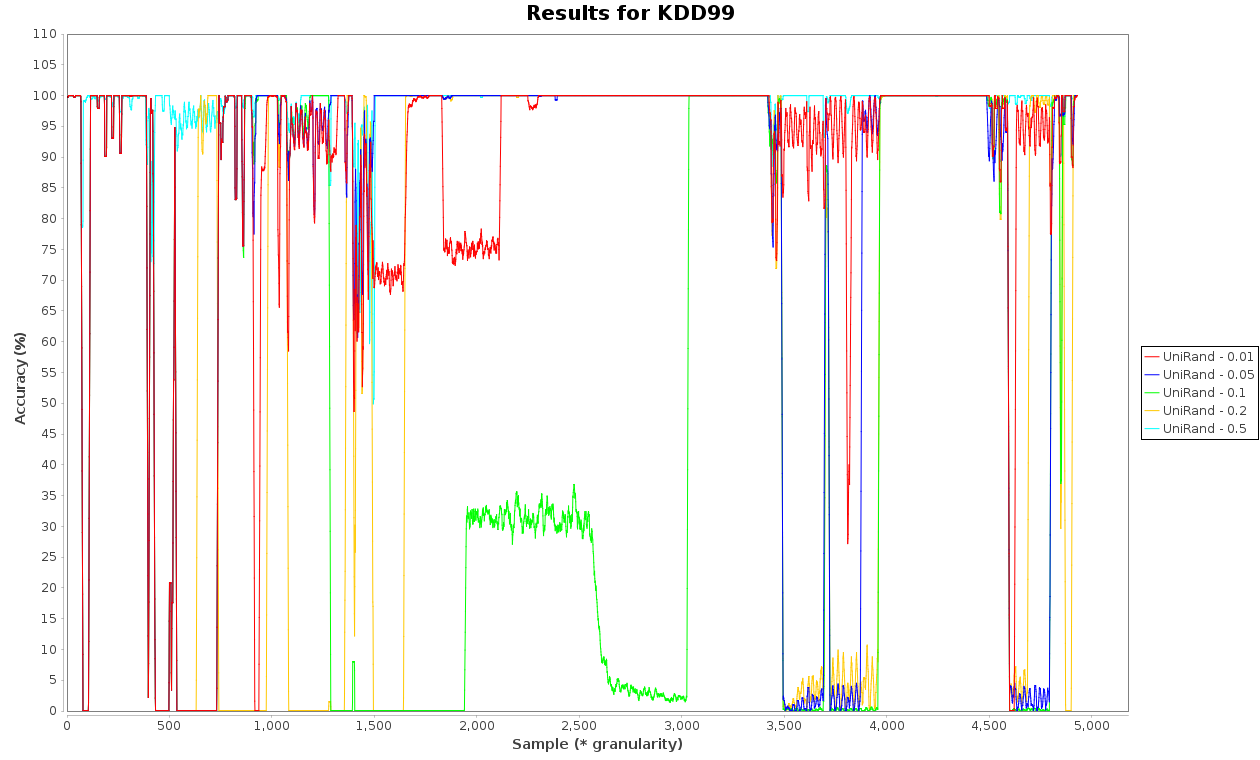 Results for KDD99
110
105
100
95
90
85
80
75
70
65
60
55
50
45
40
35
30
25
20
15
10
5
0
Accuracy (%)
0 500 1,000 1,500 2,000 2,500 3,000 3,500 4,000 4,500 5,000
Sample (* granularity)
UniRand - 0.01
UniRand - 0.05
UniRand - 0.1
UniRand - 0.2
UniRand - 0.5